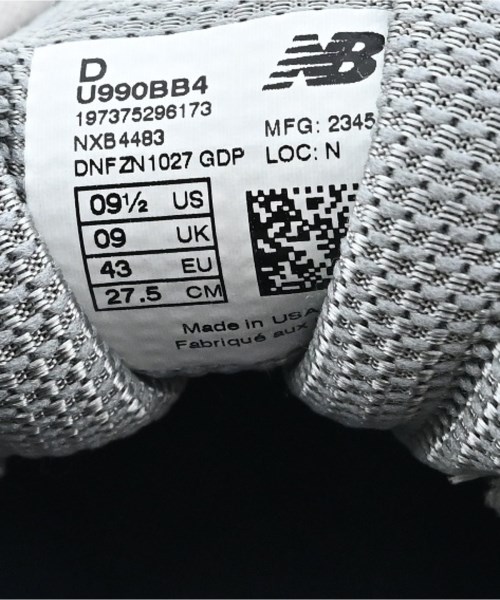 D
U990BB4
197375296173
NXB4483
DNFZN1027 GDP
NB
MFG: 2345
LOC: N
09½ US
09 UK
43 EU
27.5 CM
Made in USA
Fabriqué aux